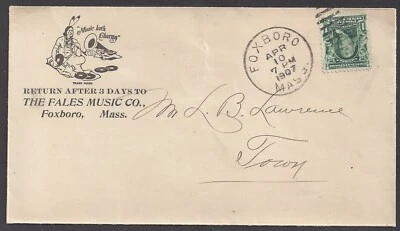 "Music hath Charms"
TRADE MARK
RETURN AFTER 3 DAYS TO
THE FALES MUSIC CO.,
Foxboro, Mass.
FOXBORO
APR
10
7 PM
1907
MASS.
Mr L. B. Lawrence
Town